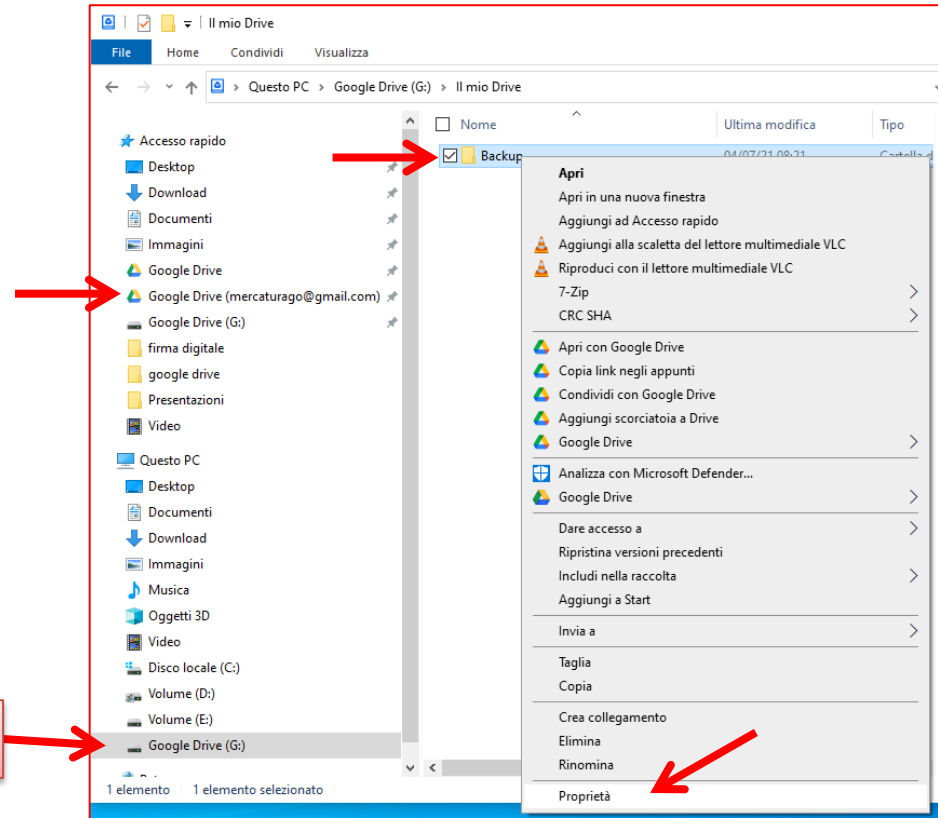 Il mio Drive
File Home Condividi Visualizza
Questo PC > Google Drive (G:) > Il mio Drive
Nome Ultima modifica Tipo
Accesso rapido
Desktop
Download
Documenti
Immagini
Google Drive
Google Drive (mercaturago@gmail.com)
Google Drive (G:)
firma digitale
google drive
Presentazioni
Video
Questo PC
Desktop
Documenti
Download
Immagini
Musica
Oggetti 3D
Video
Disco locale (C:)
Volume (D:)
Volume (E:)
Google Drive (G:)
1 elemento 1 elemento selezionato
Backup 04/07/21 08:21 Cartella d
Apri
Apri in una nuova finestra
Aggiungi ad Accesso rapido
Aggiungi alla scaletta del lettore multimediale VLC
Riproduci con il lettore multimediale VLC
7-Zip
CRC SHA
Apri con Google Drive
Copia link negli appunti
Condividi con Google Drive
Aggiungi scorciatoia a Drive
Google Drive
Analizza con Microsoft Defender...
Google Drive
Dare accesso a
Ripristina versioni precedenti
Includi nella raccolta
Aggiungi a Start
Invia a
Taglia
Copia
Crea collegamento
Elimina
Rinomina
Proprietà